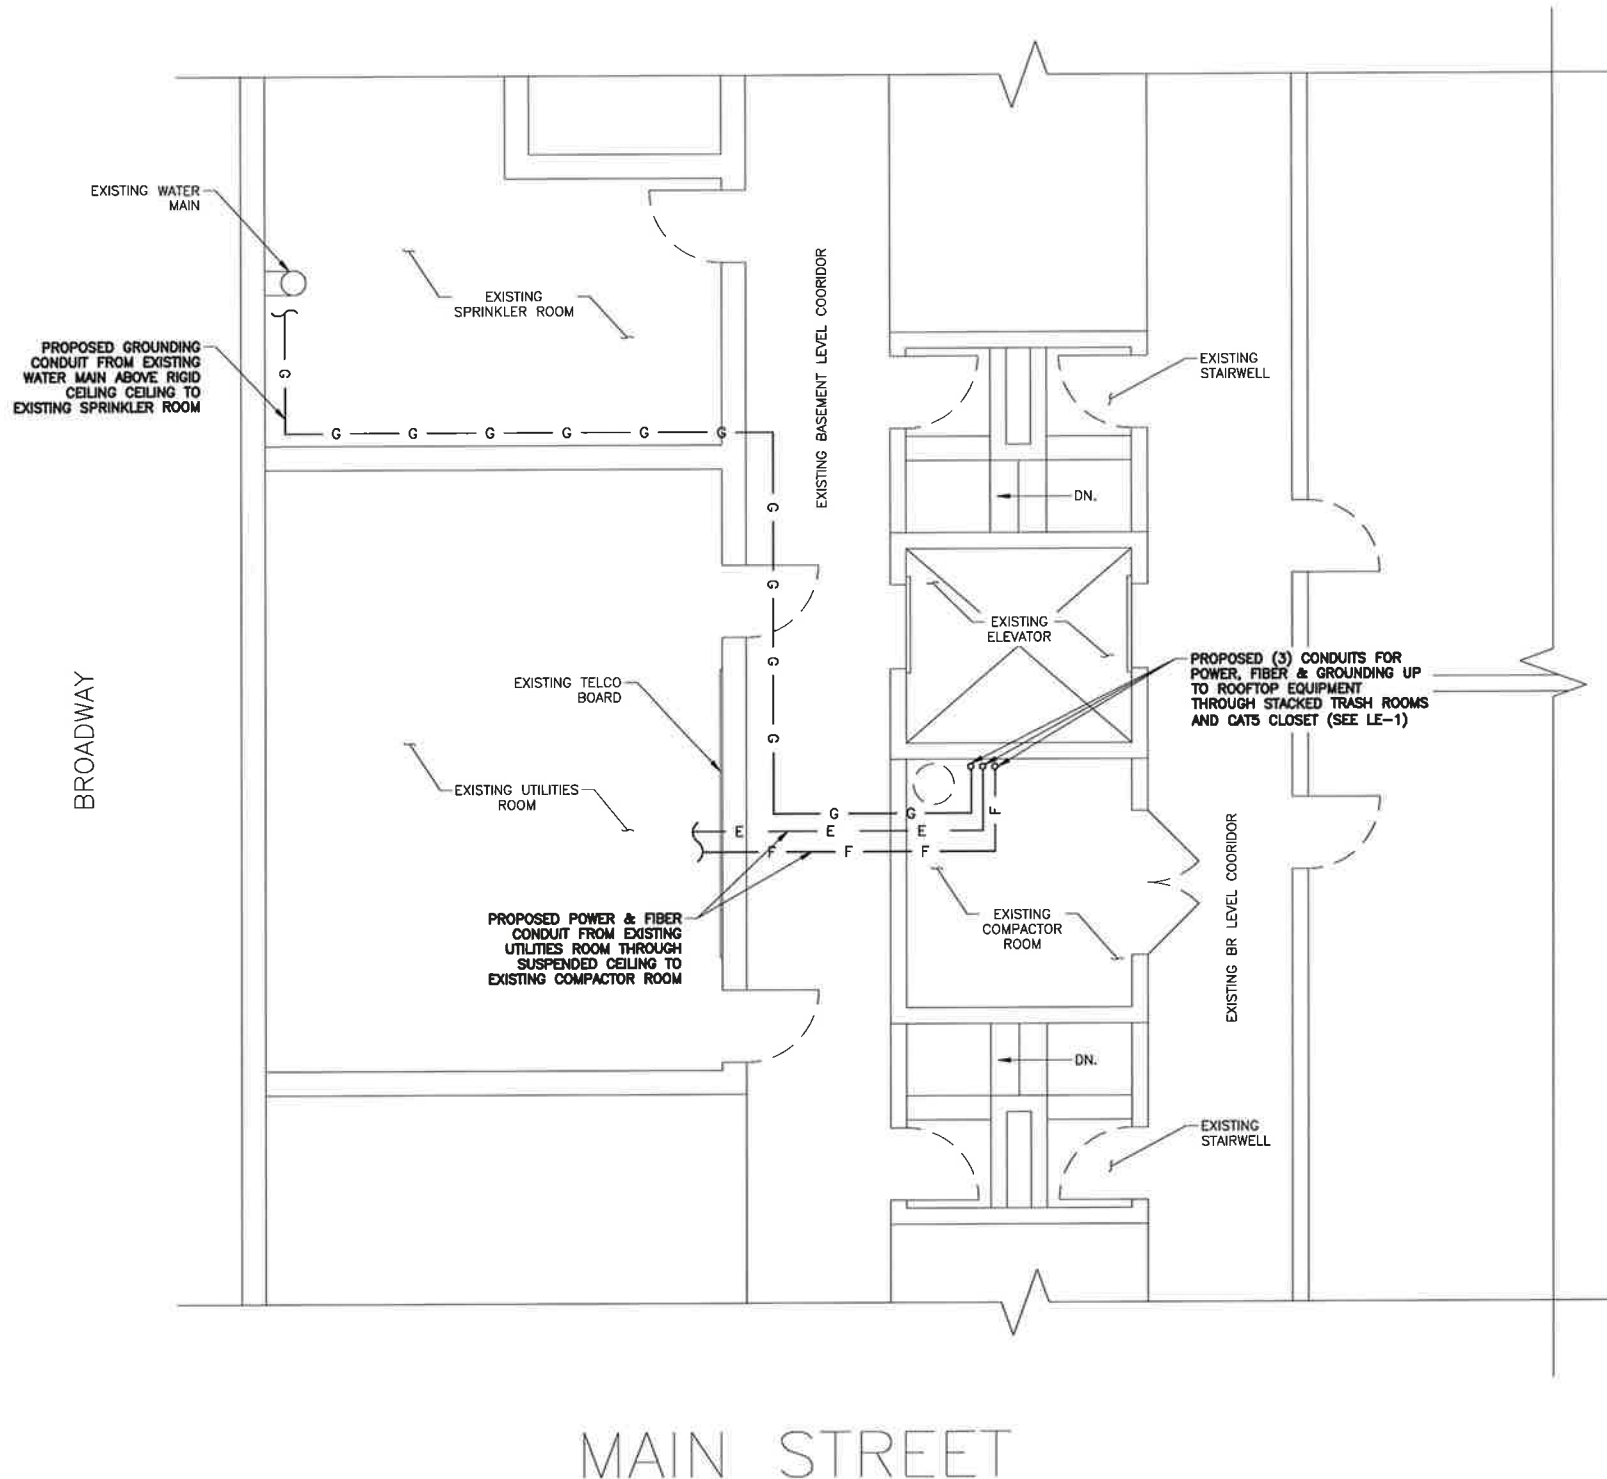 EXISTING WATER
MAIN
EXISTING
SPRINKLER ROOM
PROPOSED GROUNDING
CONDUIT FROM EXISTING
WATER MAIN ABOVE RIGID
CEILING CEILING TO
EXISTING SPRINKLER ROOM
G
G G G G G G
EXISTING BASEMENT LEVEL COORIDOR
EXISTING
STAIRWELL
DN.
G
G
G
G
EXISTING
ELEVATOR
PROPOSED (3) CONDUITS FOR
POWER, FIBER & GROUNDING UP
TO ROOFTOP EQUIPMENT
THROUGH STACKED TRASH ROOMS
AND CAT5 CLOSET (SEE LE-1)
EXISTING TELCO
BOARD
BROADWAY
EXISTING UTILITIES
ROOM
G G
F
E E E
F F F
PROPOSED POWER & FIBER
CONDUIT FROM EXISTING
UTILITIES ROOM THROUGH
SUSPENDED CEILING TO
EXISTING COMPACTOR ROOM
EXISTING
COMPACTOR
ROOM
EXISTING BR LEVEL COORIDOR
DN.
EXISTING
STAIRWELL
MAIN STREET